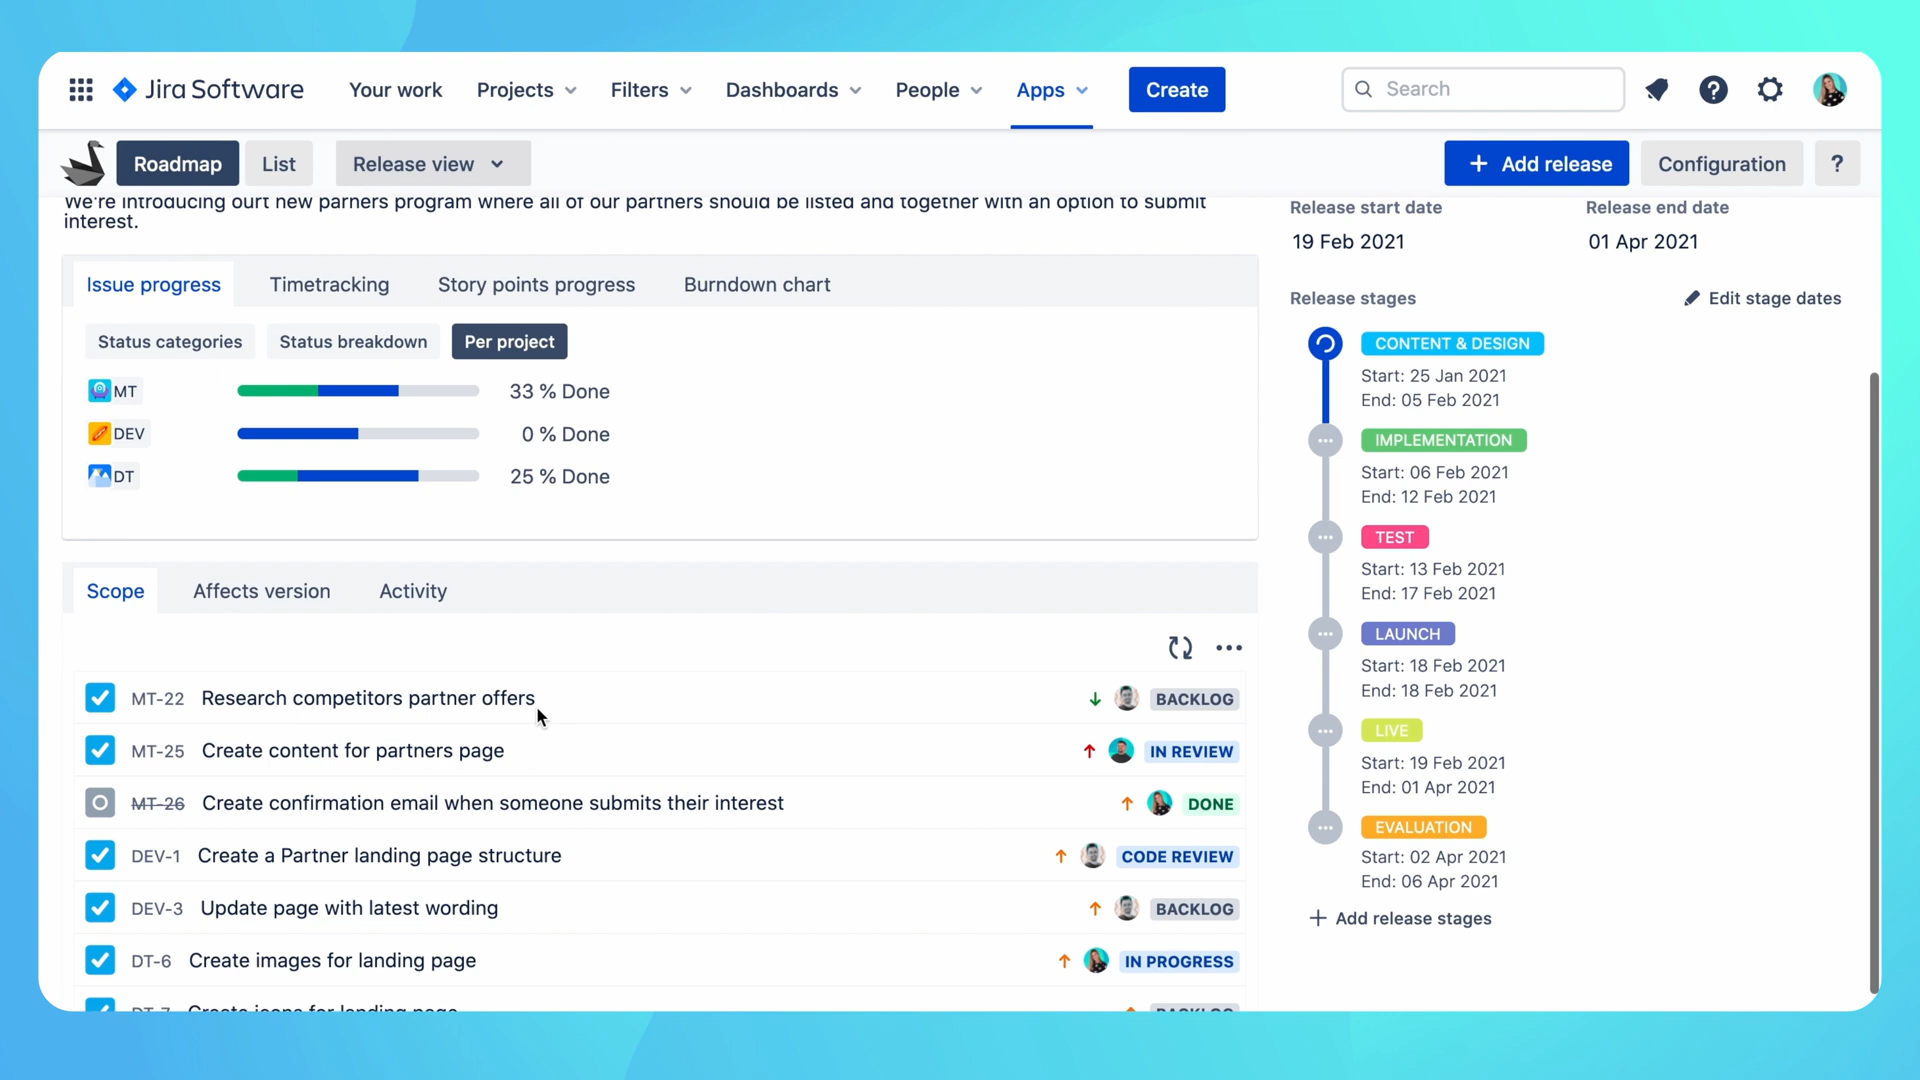 Jira Software
Your work
Projects
Filters
Dashboards
People
Apps
Create
Search
Roadmap
List
Release view
+ Add release
Configuration
?
We're introducing ourt new parners program where all of our partners should be listed and together with an option to submit
interest.
Issue progress
Timetracking
Story points progress
Burndown chart
Status categories
Status breakdown
Per project
MT
33 % Done
DEV
0 % Done
DT
25 % Done
Scope
Affects version
Activity
MT-22 Research competitors partner offers BACKLOG
MT-25 Create content for partners page IN REVIEW
MT-26 Create confirmation email when someone submits their interest DONE
DEV-1 Create a Partner landing page structure CODE REVIEW
DEV-3 Update page with latest wording BACKLOG
DT-6 Create images for landing page IN PROGRESS
DT-7 Create icons for landing page BACKLOG
Release start date
19 Feb 2021
Release end date
01 Apr 2021
Release stages
Edit stage dates
CONTENT & DESIGN
Start: 25 Jan 2021
End: 05 Feb 2021
IMPLEMENTATION
Start: 06 Feb 2021
End: 12 Feb 2021
TEST
Start: 13 Feb 2021
End: 17 Feb 2021
LAUNCH
Start: 18 Feb 2021
End: 18 Feb 2021
LIVE
Start: 19 Feb 2021
End: 01 Apr 2021
EVALUATION
Start: 02 Apr 2021
End: 06 Apr 2021
+ Add release stages